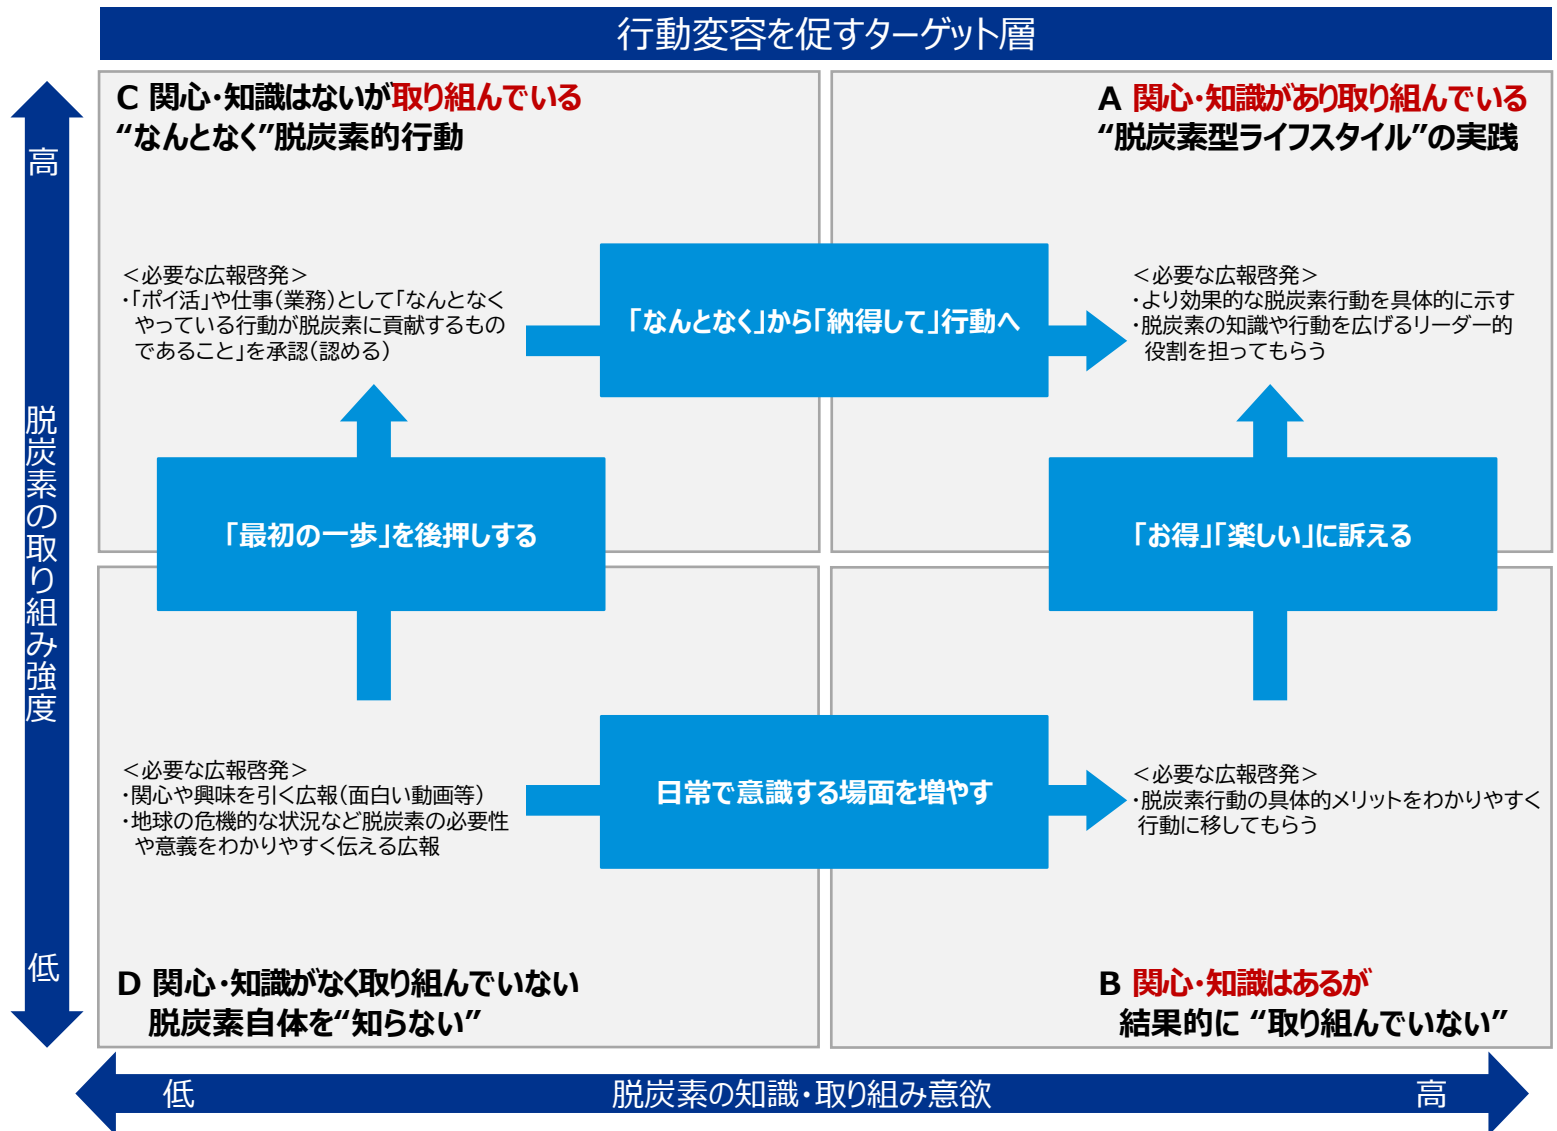 行動変容を促すターゲット層
高
脱炭素の取り組み強度
低
C 関心・知識はないが取り組んでいる
“なんとなく”脱炭素的行動
<必要な広報啓発>
・「ポイ活」や仕事(業務)として「なんとなく
やっている行動が脱炭素に貢献するもの
であること」を承認(認める)
A 関心・知識があり取り組んでいる
“脱炭素型ライフスタイル”の実践
<必要な広報啓発>
・より効果的な脱炭素行動を具体的に示す
・脱炭素の知識や行動を広げるリーダー的
役割を担ってもらう
「なんとなく」から「納得して」行動へ
「最初の一歩」を後押しする
「お得」「楽しい」に訴える
<必要な広報啓発>
・関心や興味を引く広報(面白い動画等)
・地球の危機的な状況など脱炭素の必要性
や意義をわかりやすく伝える広報
日常で意識する場面を増やす
<必要な広報啓発>
・脱炭素行動の具体的メリットをわかりやすく
行動に移してもらう
D 関心・知識がなく取り組んでいない
脱炭素自体を“知らない”
B 関心・知識はあるが
結果的に “取り組んでいない”
低
脱炭素の知識・取り組み意欲
高